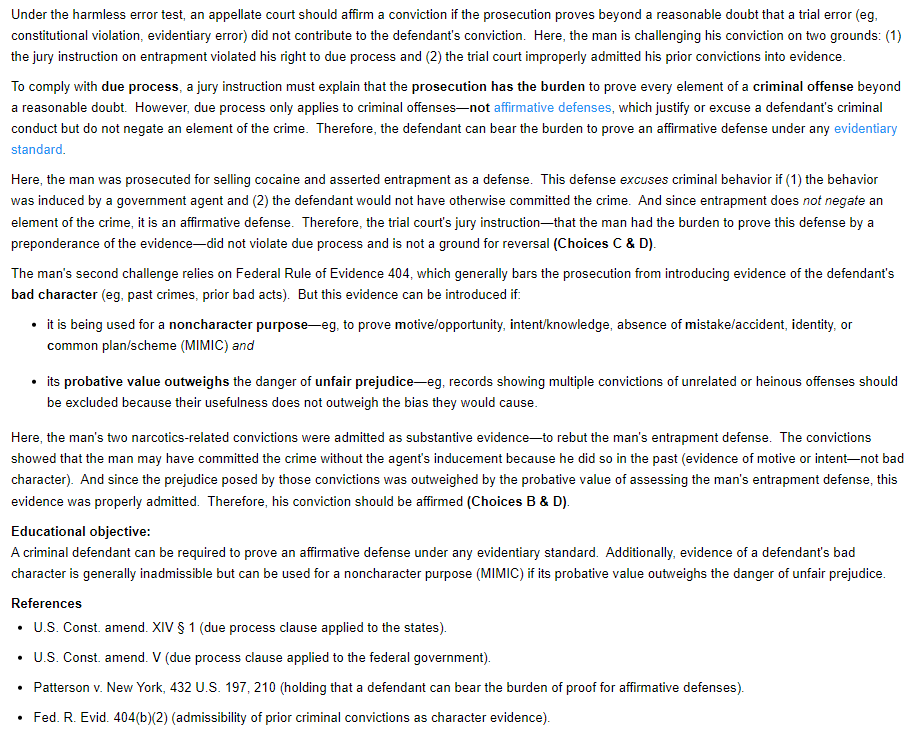 Under the harmless error test, an appellate court should affirm a conviction if the prosecution proves beyond a reasonable doubt that a trial error (eg,
constitutional violation, evidentiary error) did not contribute to the defendant's conviction.  Here, the man is challenging his conviction on two grounds: (1)
the jury instruction on entrapment violated his right to due process and (2) the trial court improperly admitted his prior convictions into evidence.
To comply with due process, a jury instruction must explain that the prosecution has the burden to prove every element of a criminal offense beyond
a reasonable doubt.  However, due process only applies to criminal offenses—not affirmative defenses, which justify or excuse a defendant's criminal
conduct but do not negate an element of the crime.  Therefore, the defendant can bear the burden to prove an affirmative defense under any evidentiary
standard.
Here, the man was prosecuted for selling cocaine and asserted entrapment as a defense.  This defense excuses criminal behavior if (1) the behavior
was induced by a government agent and (2) the defendant would not have otherwise committed the crime.  And since entrapment does not negate an
element of the crime, it is an affirmative defense.  Therefore, the trial court's jury instruction—that the man had the burden to prove this defense by a
preponderance of the evidence—did not violate due process and is not a ground for reversal (Choices C & D).
The man's second challenge relies on Federal Rule of Evidence 404, which generally bars the prosecution from introducing evidence of the defendant's
bad character (eg, past crimes, prior bad acts).  But this evidence can be introduced if:
• it is being used for a noncharacter purpose—eg, to prove motive/opportunity, intent/knowledge, absence of mistake/accident, identity, or
common plan/scheme (MIMIC) and
• its probative value outweighs the danger of unfair prejudice—eg, records showing multiple convictions of unrelated or heinous offenses should
be excluded because their usefulness does not outweigh the bias they would cause.
Here, the man's two narcotics-related convictions were admitted as substantive evidence—to rebut the man's entrapment defense.  The convictions
showed that the man may have committed the crime without the agent's inducement because he did so in the past (evidence of motive or intent—not bad
character).  And since the prejudice posed by those convictions was outweighed by the probative value of assessing the man's entrapment defense, this
evidence was properly admitted.  Therefore, his conviction should be affirmed (Choices B & D).
Educational objective:
A criminal defendant can be required to prove an affirmative defense under any evidentiary standard.  Additionally, evidence of a defendant's bad
character is generally inadmissible but can be used for a noncharacter purpose (MIMIC) if its probative value outweighs the danger of unfair prejudice.
References
• U.S. Const. amend. XIV § 1 (due process clause applied to the states).
• U.S. Const. amend. V (due process clause applied to the federal government).
• Patterson v. New York, 432 U.S. 197, 210 (holding that a defendant can bear the burden of proof for affirmative defenses).
• Fed. R. Evid. 404(b)(2) (admissibility of prior criminal convictions as character evidence).